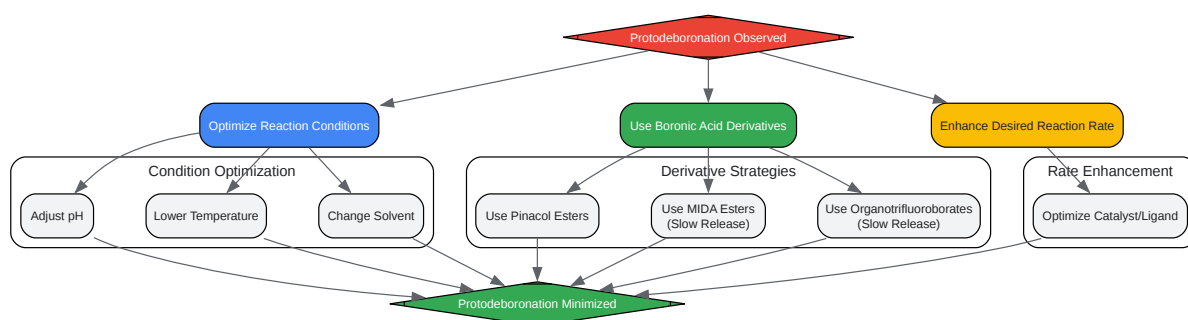 Protodeboronation Observed
Optimize Reaction Conditions
Use Boronic Acid Derivatives
Enhance Desired Reaction Rate
Condition Optimization
Derivative Strategies
Rate Enhancement
Adjust pH
Lower Temperature
Change Solvent
Use Pinacol Esters
Use MIDA Esters
(Slow Release)
Use Organotrifluoroborates
(Slow Release)
Optimize Catalyst/Ligand
Protodeboronation Minimized